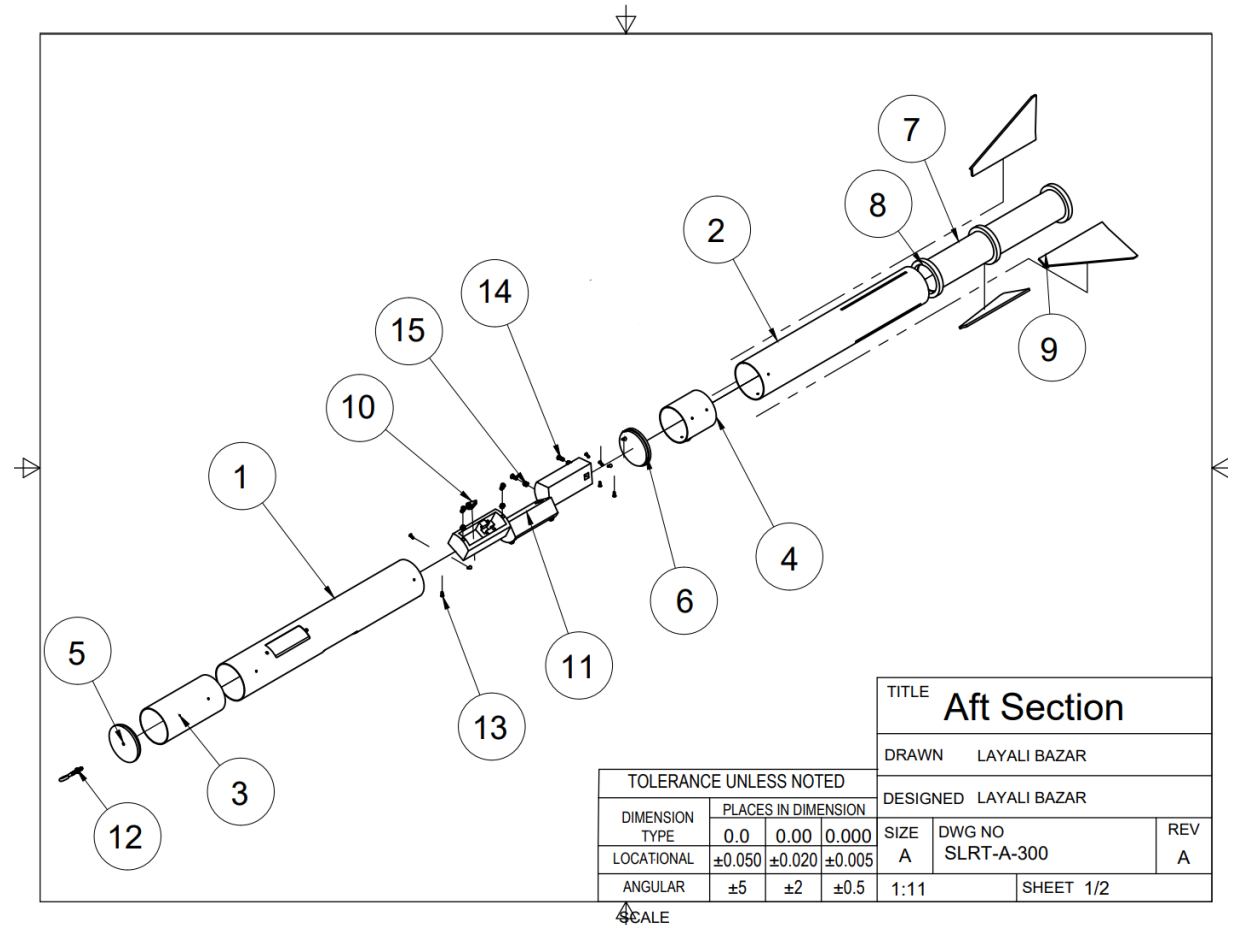 7
8
2
14
15
9
10
1
4
6
5
11
13
3
12
TITLE Aft Section
DRAWN LAYALI BAZAR
DESIGNED LAYALI BAZAR
TOLERANCE UNLESS NOTED
DIMENSION TYPE PLACES IN DIMENSION
0.0 0.00 0.000
LOCATIONAL ±0.050 ±0.020 ±0.005
ANGULAR ±5 ±2 ±0.5
SIZE A
DWG NO SLRT-A-300
REV A
1:11 SHEET 1/2
SCALE